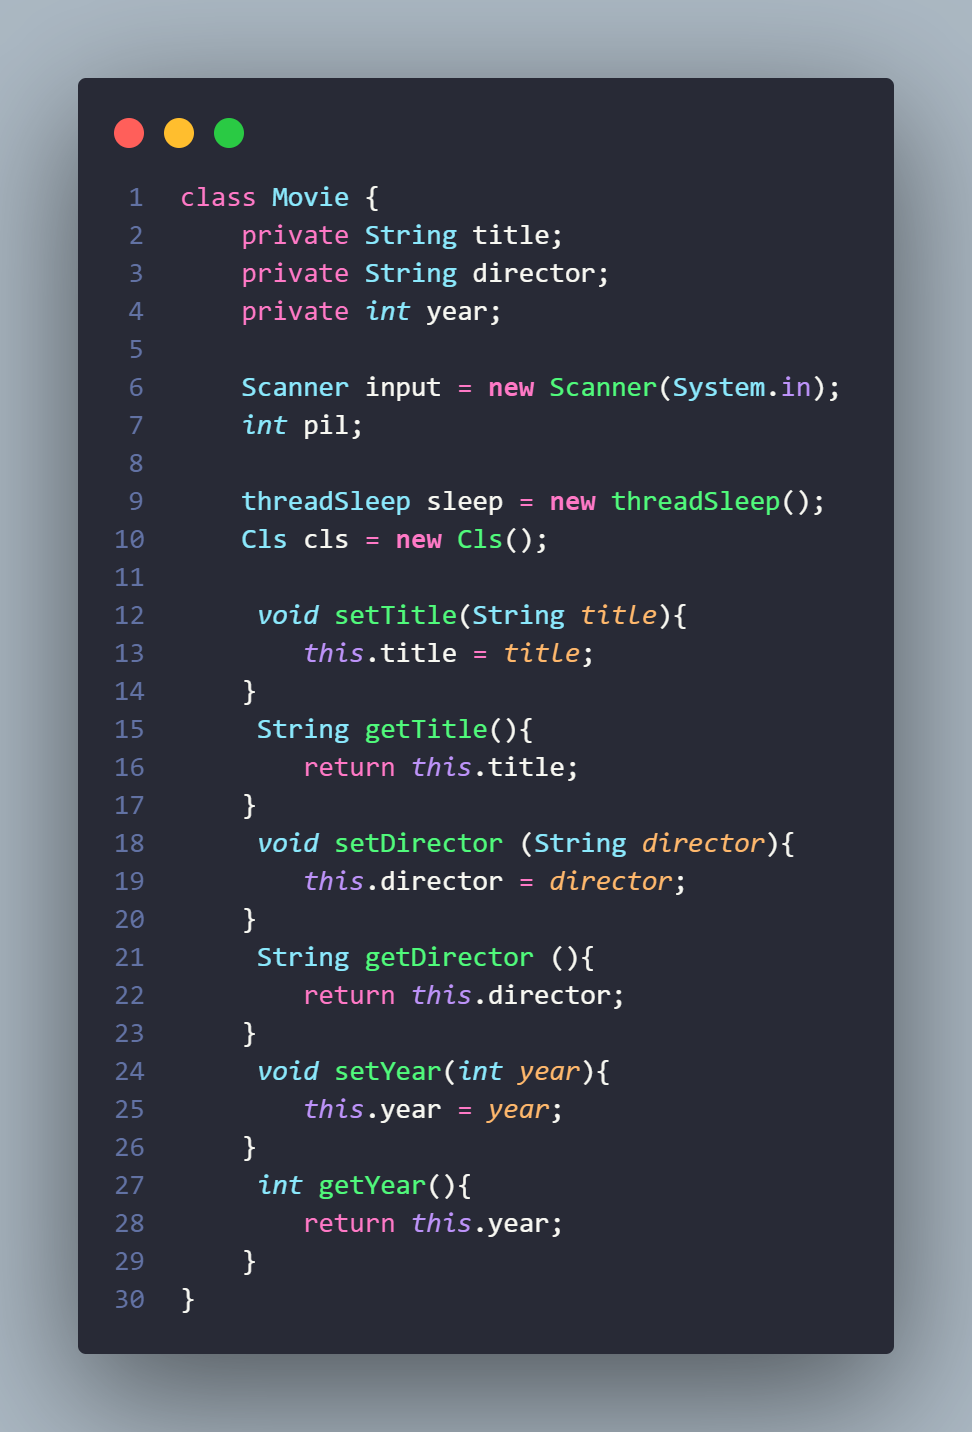 1 class Movie {
2     private String title;
3     private String director;
4     private int year;
5
6     Scanner input = new Scanner(System.in);
7     int pil;
8
9     threadSleep sleep = new threadSleep();
10     Cls cls = new Cls();
11
12      void setTitle(String title){
13         this.title = title;
14     }
15      String getTitle(){
16         return this.title;
17     }
18      void setDirector (String director){
19         this.director = director;
20     }
21      String getDirector (){
22         return this.director;
23     }
24      void setYear(int year){
25         this.year = year;
26     }
27      int getYear(){
28         return this.year;
29     }
30 }